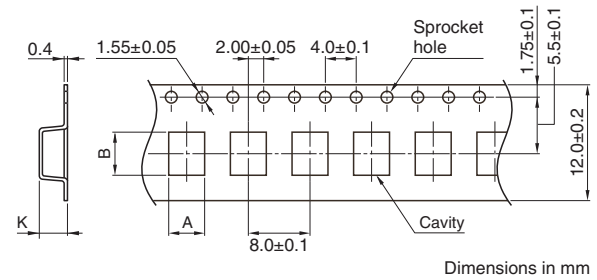 0.4
1.55±0.05
2.00±0.05
4.0±0.1
Sprocket
hole
1.75±0.1
5.5±0.1
12.0±0.2
B
K
A
8.0±0.1
Cavity
Dimensions in mm